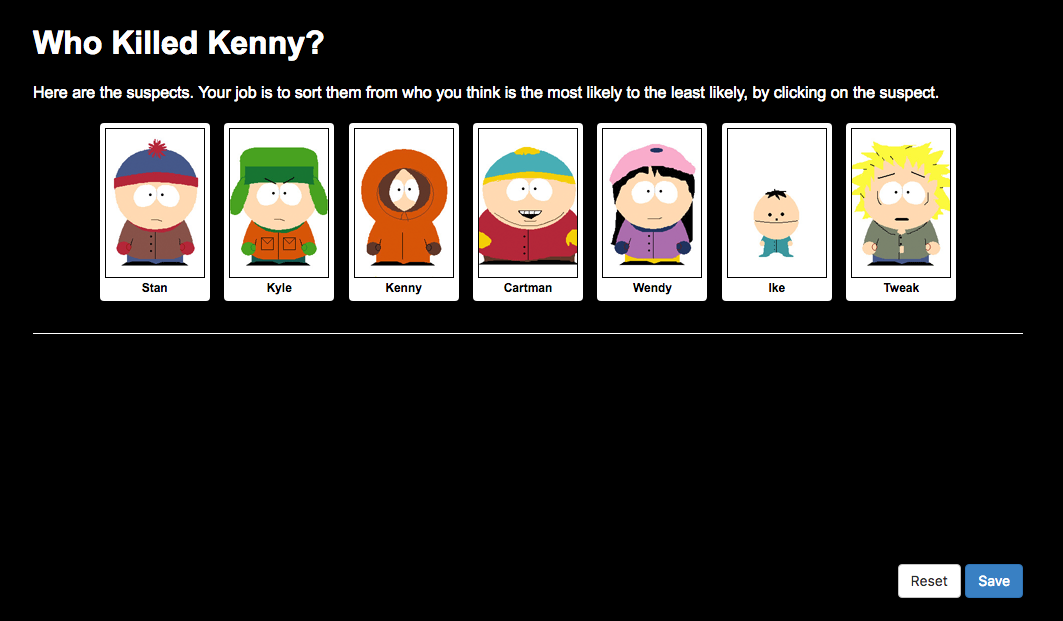 Who Killed Kenny?
Here are the suspects. Your job is to sort them from who you think is the most likely to the least likely, by clicking on the suspect.
Stan Kyle Kenny Cartman Wendy Ike Tweak
Reset Save